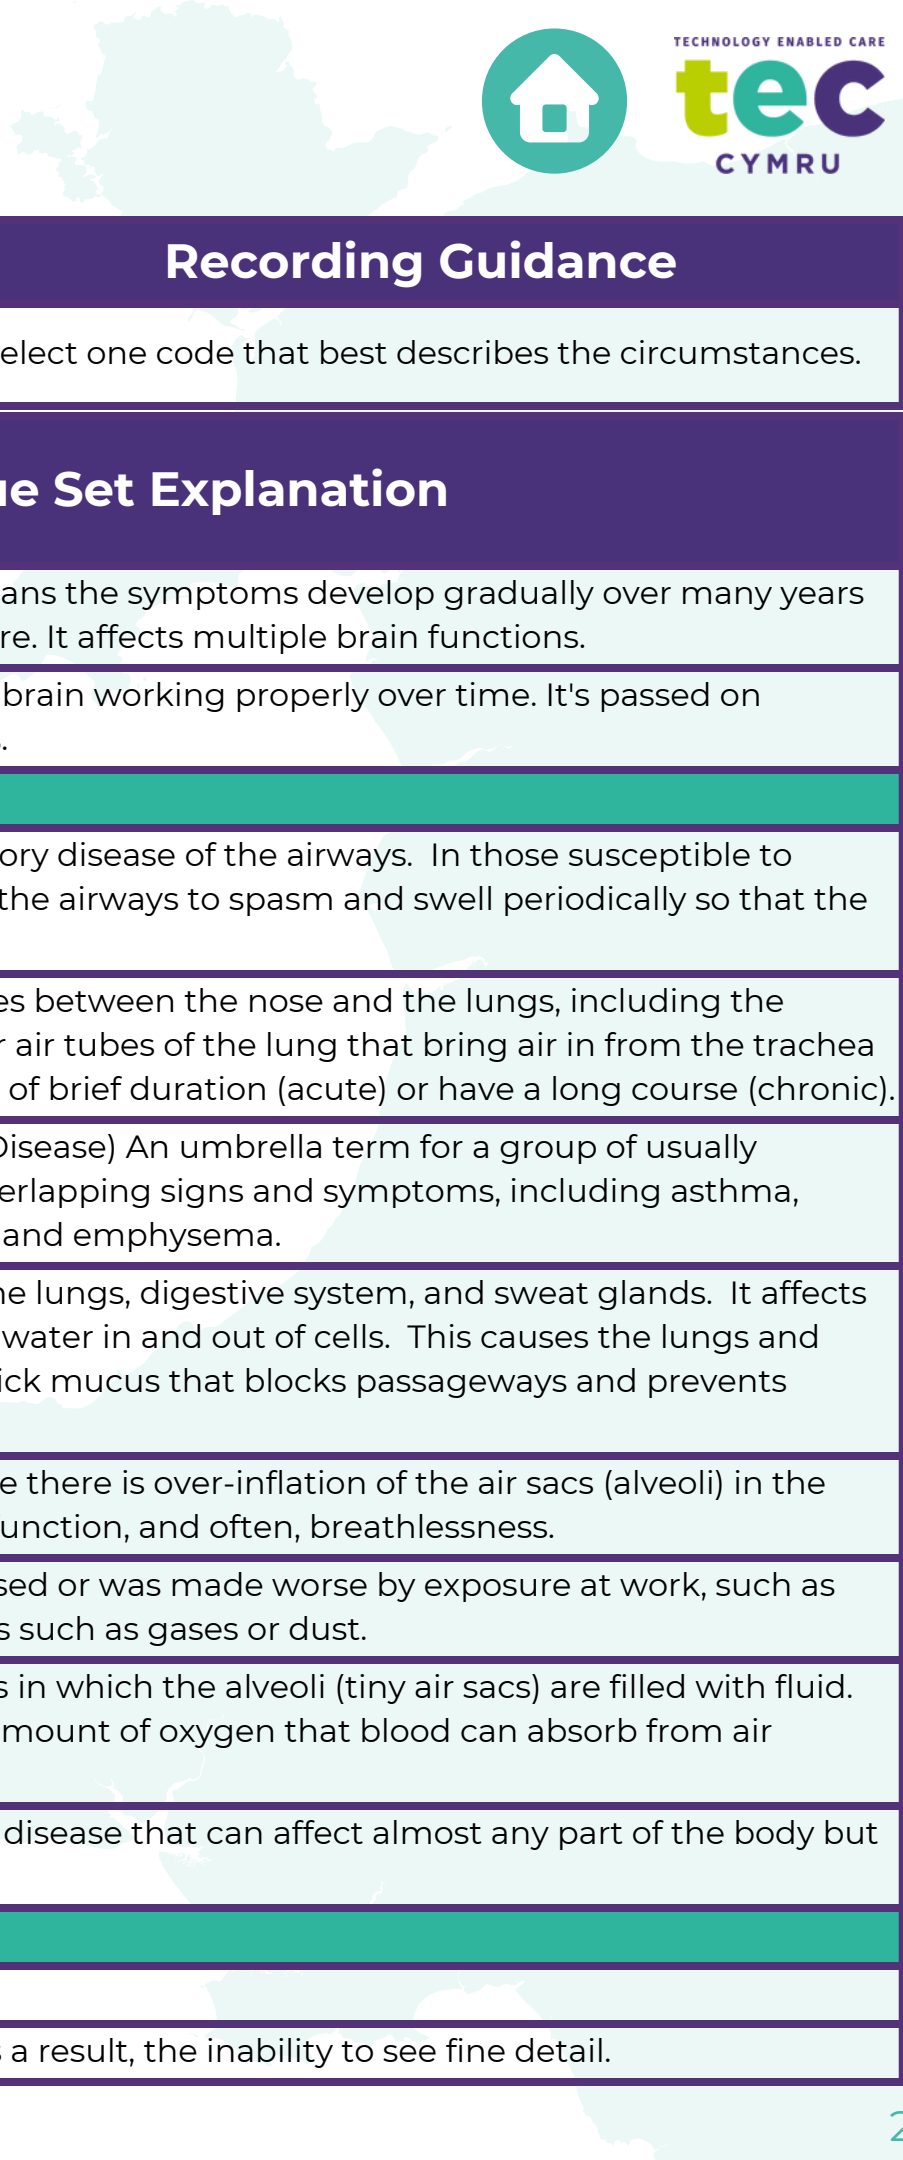 TECHNOLOGY ENABLED CARE
tec
CYMRU
Recording Guidance
elect one code that best describes the circumstances.
ue Set Explanation
ans the symptoms develop gradually over many years
re. It affects multiple brain functions.
brain working properly over time. It's passed on
.
ory disease of the airways.  In those susceptible to
the airways to spasm and swell periodically so that the
es between the nose and the lungs, including the
r air tubes of the lung that bring air in from the trachea
of brief duration (acute) or have a long course (chronic).
Disease) An umbrella term for a group of usually
erlapping signs and symptoms, including asthma,
and emphysema.
he lungs, digestive system, and sweat glands.  It affects
water in and out of cells.  This causes the lungs and
ick mucus that blocks passageways and prevents
e there is over-inflation of the air sacs (alveoli) in the
unction, and often, breathlessness.
sed or was made worse by exposure at work, such as
s such as gases or dust.
s in which the alveoli (tiny air sacs) are filled with fluid.
mount of oxygen that blood can absorb from air
disease that can affect almost any part of the body but
s a result, the inability to see fine detail.
2